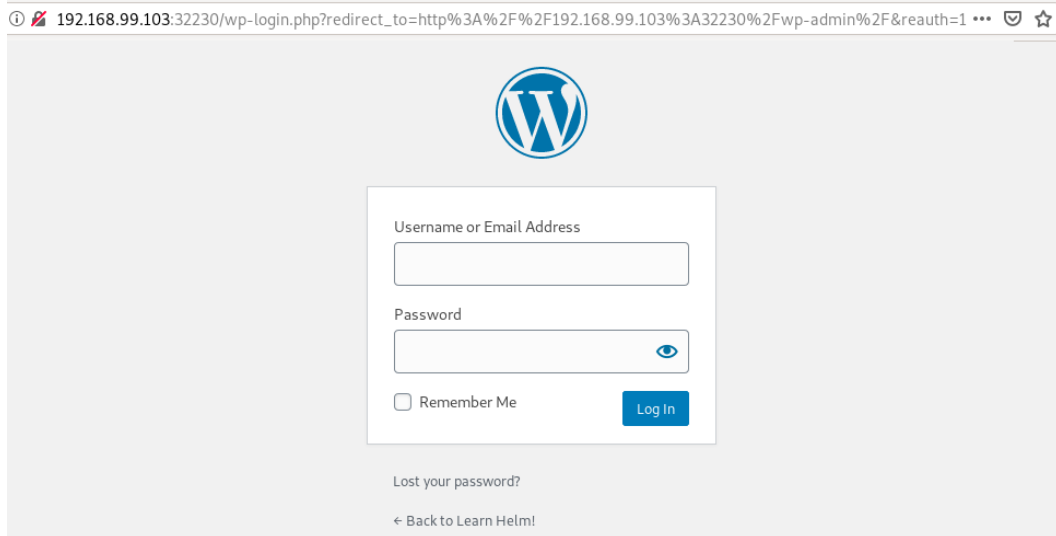 192.168.99.103:32230/wp-login.php?redirect_to=http%3A%2F%2F192.168.99.103%3A32230%2Fwp-admin%2F&reauth=1
Username or Email Address
Password
Remember Me
Log In
Lost your password?
← Back to Learn Helm!